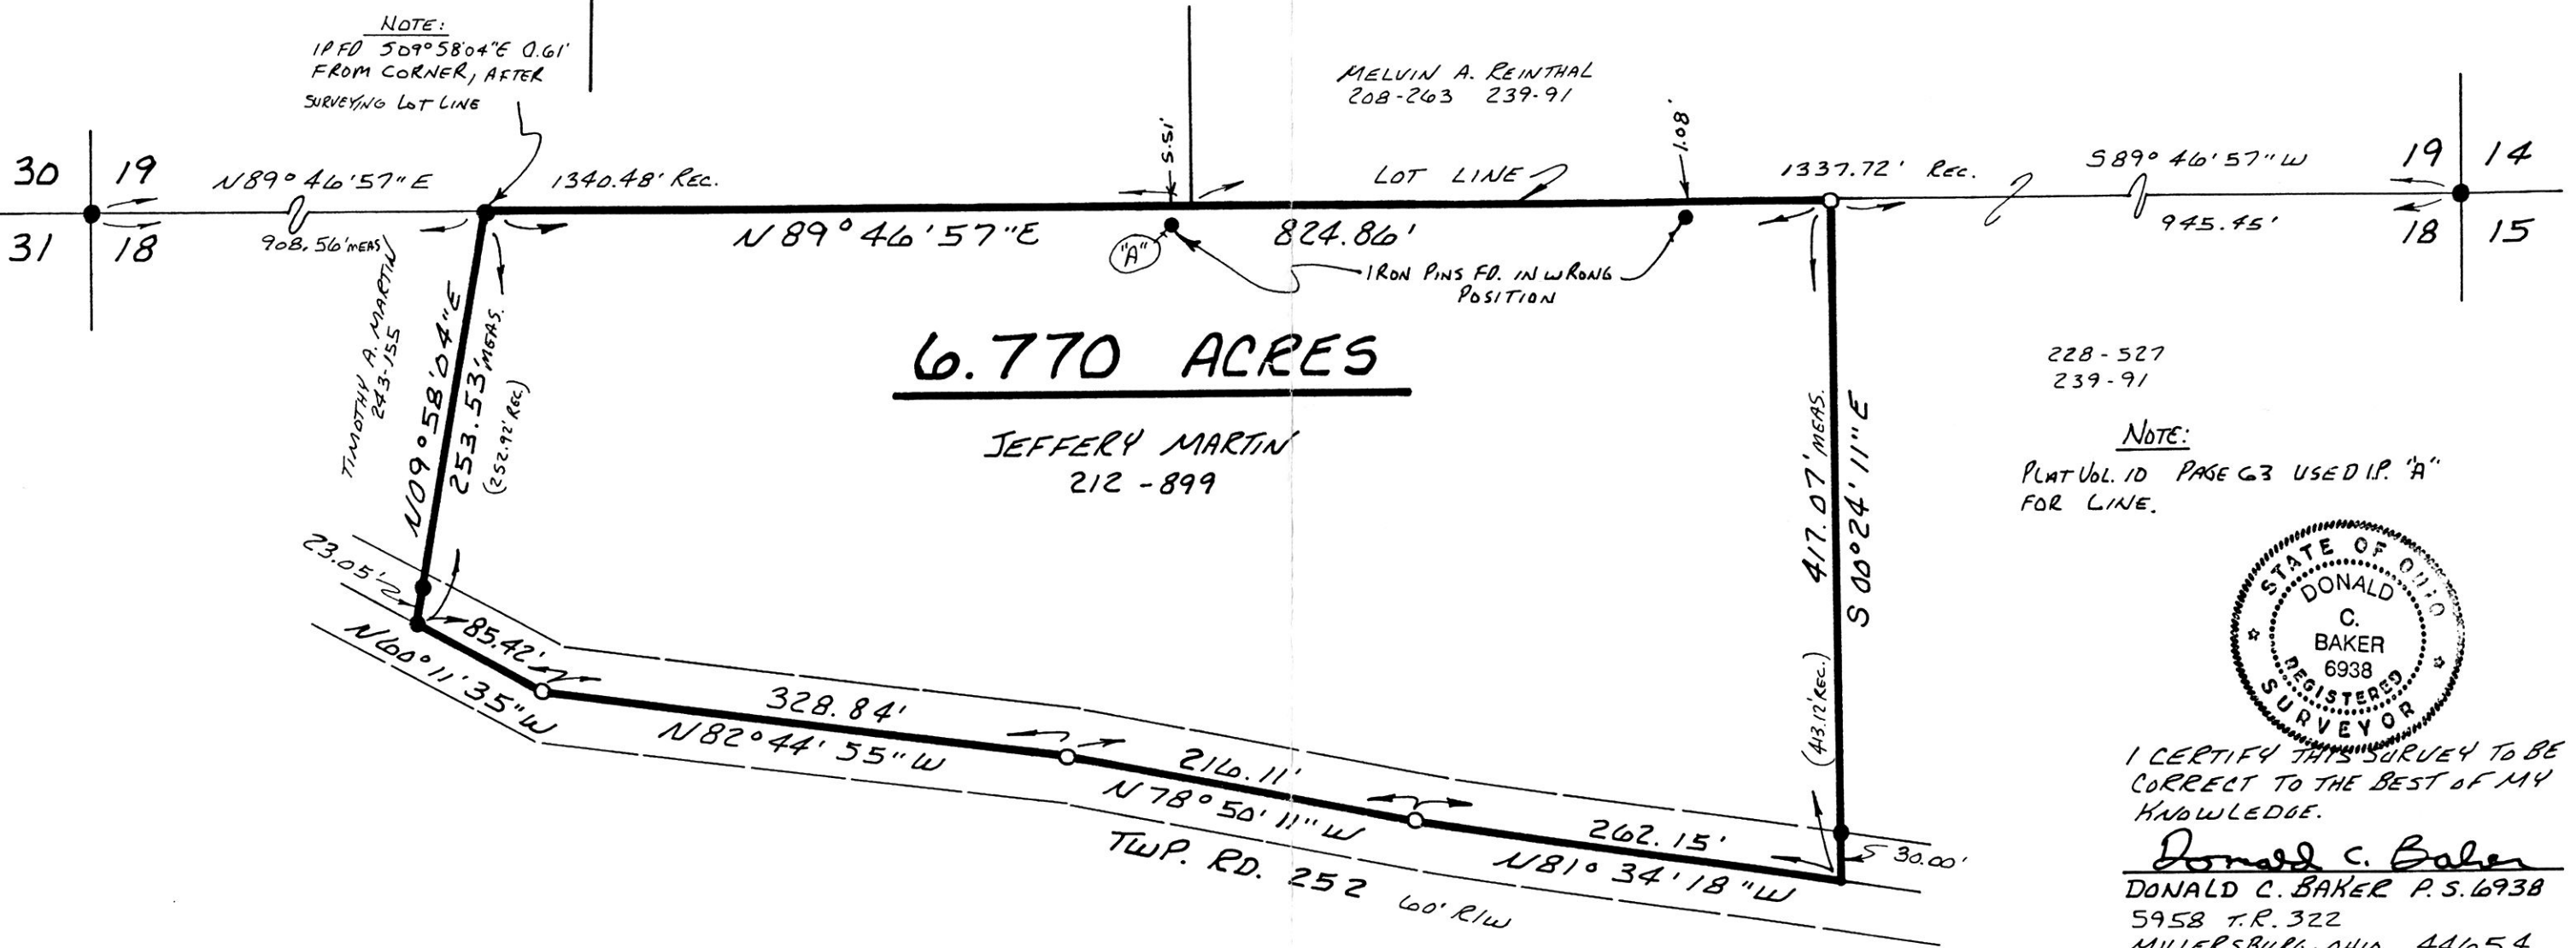 NOTE:
IP FD S09°58'04"E 0.61'
FROM CORNER, AFTER
SURVEYING LOT LINE
MELVIN A. REINTHAL
208-263 239-91
5.51'
1.08'
30 19
31 18
N89°46'57"E
1340.48' REC.
LOT LINE
1337.72' REC.
S89°46'57"W
19 14
18 15
908.56' MEAS
N89°46'57"E
824.86'
945.45'
"A"
IRON PINS FD. IN WRONG
POSITION
TIMOTHY A. MARTIN
243-155
N09°58'04"E
253.53' MEAS.
(252.92' REC)
6.770 ACRES
JEFFERY MARTIN
212-899
417.07' MEAS.
(413.12' REC.)
S00°24'11"E
228-527
239-91
NOTE:
PLAT VOL. 10 PAGE 63 USED I.P. "A"
FOR LINE.
23.05'
85.42'
N60°11'35"W
328.84'
N82°44'55"W
216.11'
N78°50'11"W
262.15'
N81°34'18"W
30.00'
TWP. RD. 252 60' R/W
STATE OF OHIO
DONALD
C.
BAKER
6938
REGISTERED
SURVEYOR
I CERTIFY THIS SURVEY TO BE
CORRECT TO THE BEST OF MY
KNOWLEDGE.
Donald C. Baker
DONALD C. BAKER P.S. 6938
5958 T.R. 322
MILLERSBURG, OHIO 44654